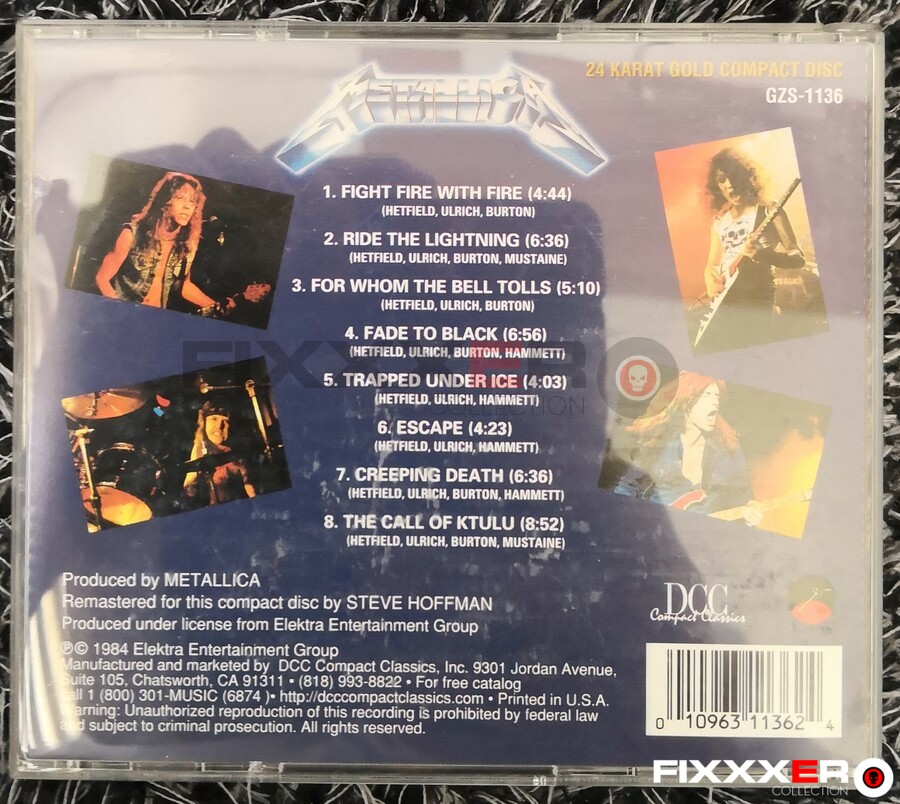 24 KARAT GOLD COMPACT DISC
GZS-1136
METALLICA
1. FIGHT FIRE WITH FIRE (4:44)
(HETFIELD, ULRICH, BURTON)
2. RIDE THE LIGHTNING (6:36)
(HETFIELD, ULRICH, BURTON, MUSTAINE)
3. FOR WHOM THE BELL TOLLS (5:10)
(HETFIELD, ULRICH, BURTON)
4. FADE TO BLACK (6:56)
(HETFIELD, ULRICH, BURTON, HAMMETT)
5. TRAPPED UNDER ICE (4:03)
(HETFIELD, ULRICH, HAMMETT)
6. ESCAPE (4:23)
(HETFIELD, ULRICH, HAMMETT)
7. CREEPING DEATH (6:36)
(HETFIELD, ULRICH, BURTON, HAMMETT)
8. THE CALL OF KTULU (8:52)
(HETFIELD, ULRICH, BURTON, MUSTAINE)
FIXXXERO
COLLECTION
Produced by METALLICA
Remastered for this compact disc by STEVE HOFFMAN
Produced under license from Elektra Entertainment Group
℗© 1984 Elektra Entertainment Group
Manufactured and marketed by DCC Compact Classics, Inc. 9301 Jordan Avenue,
Suite 105, Chatsworth, CA 91311 • (818) 993-8822 • For free catalog
call 1 (800) 301-MUSIC (6874 )• http://dcccompactclassics.com • Printed in U.S.A.
Warning: Unauthorized reproduction of this recording is prohibited by federal law
and subject to criminal prosecution. All rights reserved.
DCC
Compact Classics
0 10963 11362 4
FIXXXERO
COLLECTION